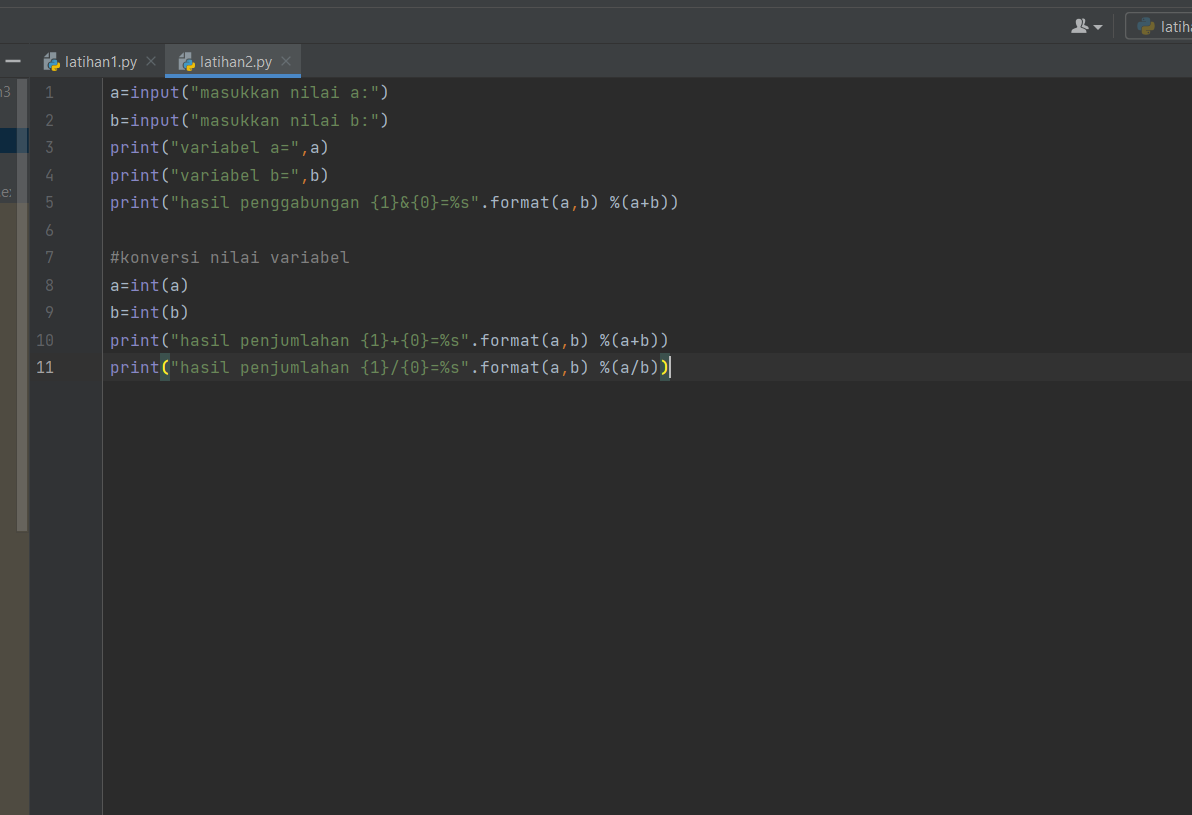 latiha
latihan1.py
latihan2.py
1 a=input("masukkan nilai a:")
2 b=input("masukkan nilai b:")
3 print("variabel a=",a)
4 print("variabel b=",b)
5 print("hasil penggabungan {1}&{0}=%s".format(a,b) %(a+b))
6
7 #konversi nilai variabel
8 a=int(a)
9 b=int(b)
10 print("hasil penjumlahan {1}+{0}=%s".format(a,b) %(a+b))
11 print("hasil penjumlahan {1}/{0}=%s".format(a,b) %(a/b))